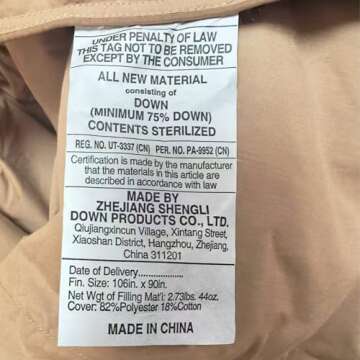 UNDER PENALTY OF LAW
THIS TAG NOT TO BE REMOVED
EXCEPT BY THE CONSUMER
ALL NEW MATERIAL
consisting of
DOWN
(MINIMUM 75% DOWN)
CONTENTS STERILIZED
REG. NO. UT-3337 (CN) PER. NO. PA-9952 (CN)
Certification is made by the manufacturer
that the materials in this article are
described in accordance with law
MADE BY
ZHEJIANG SHENGLI
DOWN PRODUCTS CO., LTD.
Qiujiangxincun Village, Xintang Street,
Xiaoshan District, Hangzhou, Zhejiang,
China 311201
Date of Delivery...................
Fin. Size: 106in. x 90in.
Net Wgt of Filling Mat'l: 2.73lbs. 44oz.
Cover: 82%Polyester 18%Cotton
MADE IN CHINA